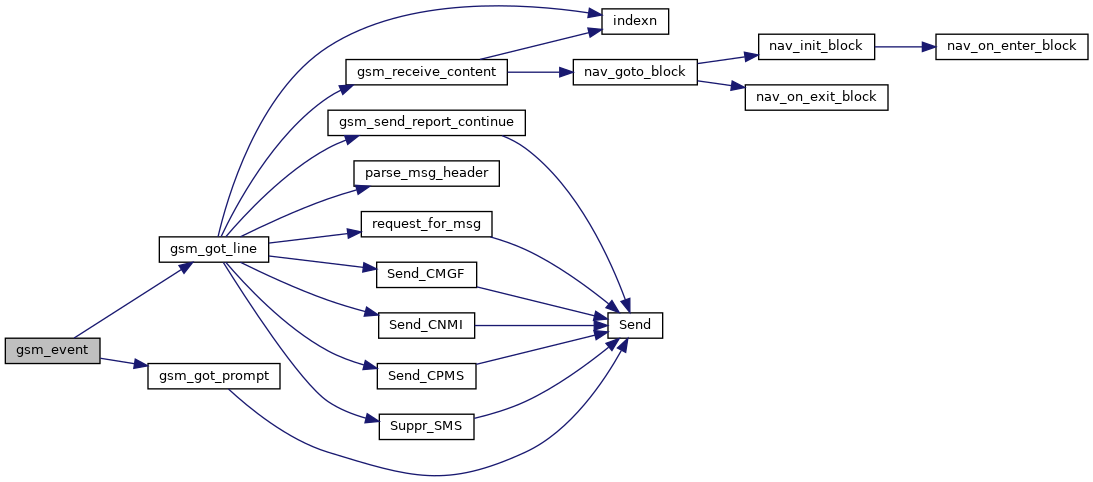 indexn
nav_init_block
nav_on_enter_block
gsm_receive_content
nav_goto_block
nav_on_exit_block
gsm_send_report_continue
parse_msg_header
request_for_msg
gsm_got_line
Send_CMGF
Send_CNMI
Send
gsm_event
gsm_got_prompt
Send_CPMS
Suppr_SMS